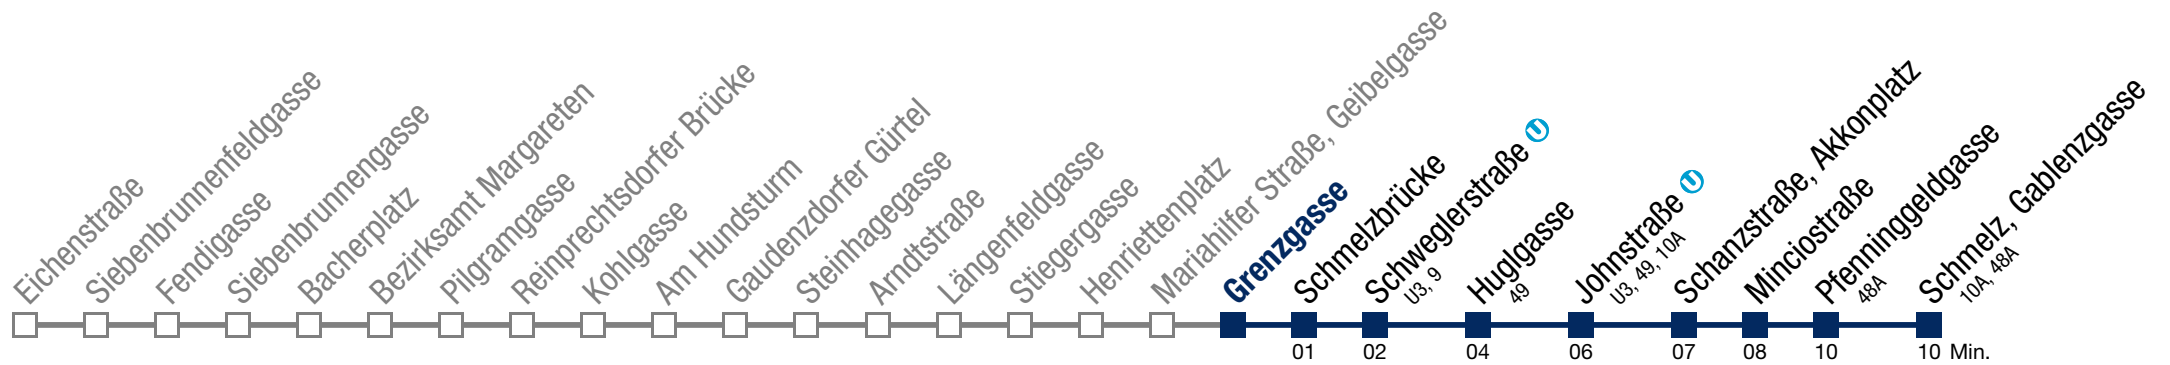 Eichenstraße
Siebenbrunnenfeldgasse
Fendigasse
Siebenbrunnengasse
Bacherplatz
Bezirksamt Margareten
Pilgramgasse
Reinprechtsdorfer Brücke
Kohlgasse
Am Hundsturm
Gaudenzdorfer Gürtel
Steinhagegasse
Arndtstraße
Längenfeldgasse
Stiegergasse
Henriettenplatz
Mariahilfer Straße, Geibelgasse
Grenzgasse
Schmelzbrücke
Schweglerstraße U
U3, 9
Huglgasse
49
Johnstraße U
U3, 49, 10A
Schanzstraße, Akkonplatz
Minciostraße
Pfenninggeldgasse
48A
Schmelz, Gablenzgasse
10A, 48A
01 02 04 06 07 08 10 10 Min.